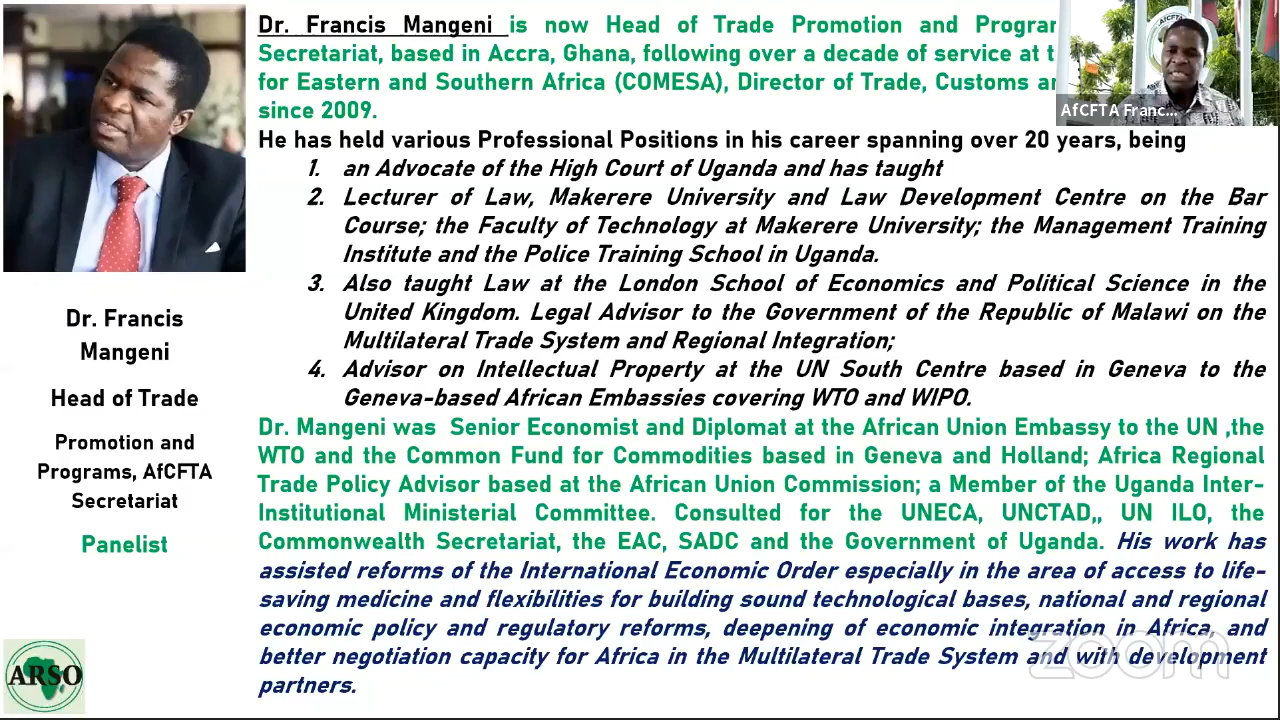 Dr. Francis Mangeni is now Head of Trade Promotion and
Secretariat, based in Accra, Ghana, following over a decade of service at
for Eastern and Southern Africa (COMESA), Director of Trade, Customs
since 2009.
He has held various Professional Positions in his career spanning over 20 years, being
1. an Advocate of the High Court of Uganda and has taught
2. Lecturer of Law, Makerere University and Law Development Centre on the Bar
Course; the Faculty of Technology at Makerere University; the Management Training
Institute and the Police Training School in Uganda.
3. Also taught Law at the London School of Economics and Political Science in the
United Kingdom. Legal Advisor to the Government of the Republic of Malawi on the
Multilateral Trade System and Regional Integration;
4. Advisor on Intellectual Property at the UN South Centre based in Geneva to the
Geneva-based African Embassies covering WTO and WIPO.
Dr. Mangeni was Senior Economist and Diplomat at the African Union Embassy to the UN ,the
WTO and the Common Fund for Commodities based in Geneva and Holland; Africa Regional
Trade Policy Advisor based at the African Union Commission; a Member of the Uganda Inter-
Institutional Ministerial Committee. Consulted for the UNECA, UNCTAD,, UN ILO, the
Commonwealth Secretariat, the EAC, SADC and the Government of Uganda. His work has
assisted reforms of the International Economic Order especially in the area of access to life-
saving medicine and flexibilities for building sound technological bases, national and regional
economic policy and regulatory reforms, deepening of economic integration in Africa, and
better negotiation capacity for Africa in the Multilateral Trade System and with development
partners.
Dr. Francis
Mangeni
Head of Trade
Promotion and
Programs, AfCFTA
Secretariat
Panelist
ARSO
AfCFTA
AfCFTA Franc...
zoom